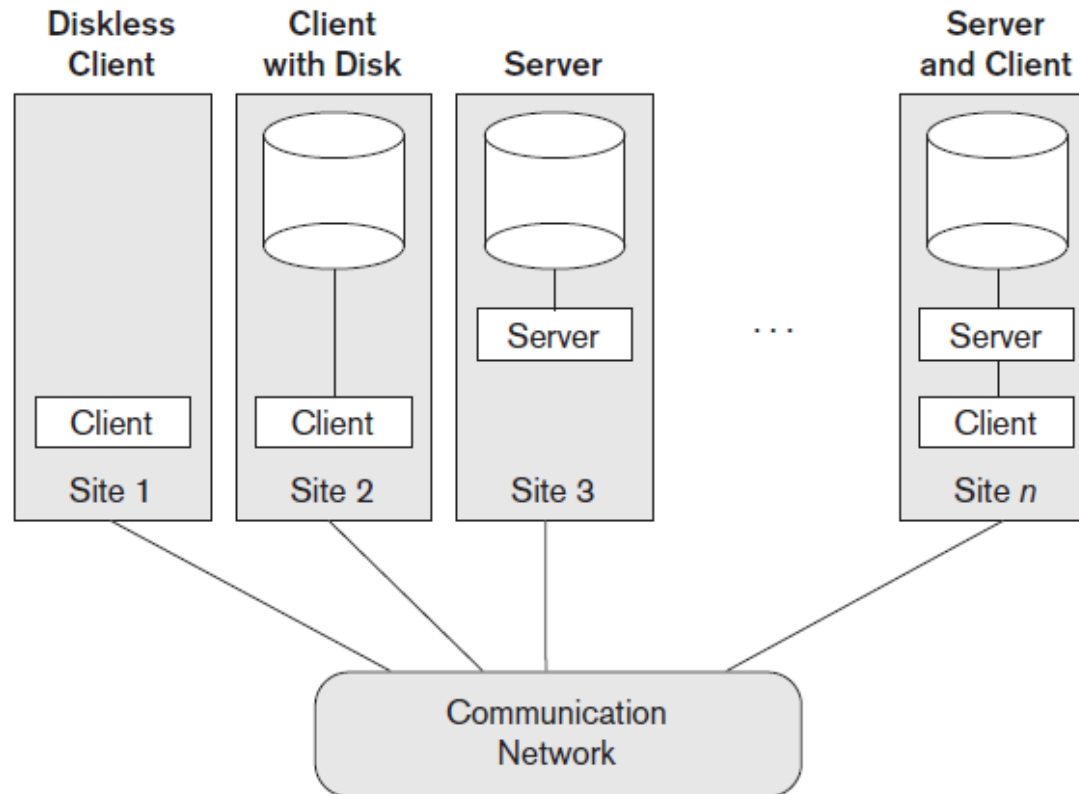 Diskless
Client
Client
with Disk
Server
Server
and Client
Server
. . .
Server
Client
Client
Client
Site 1
Site 2
Site 3
Site n
Communication
Network